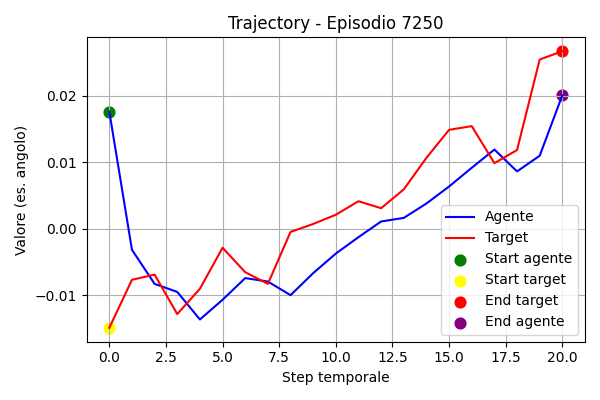 Trajectory - Episodio 7250
Valore (es. angolo)
0.02
0.01
0.00
−0.01
Agente
Target
Start agente
Start target
End target
End agente
0.0 2.5 5.0 7.5 10.0 12.5 15.0 17.5 20.0
Step temporale